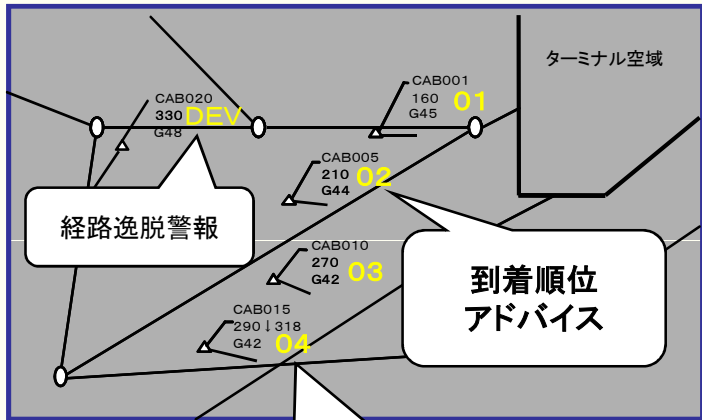 ターミナル空域
CAB001
160 01
G45
CAB020
330 DEV
G48
CAB005
210 02
G44
経路逸脱警報
到着順位
アドバイス
CAB010
270
G42 03
CAB015
290↓318
G42 04